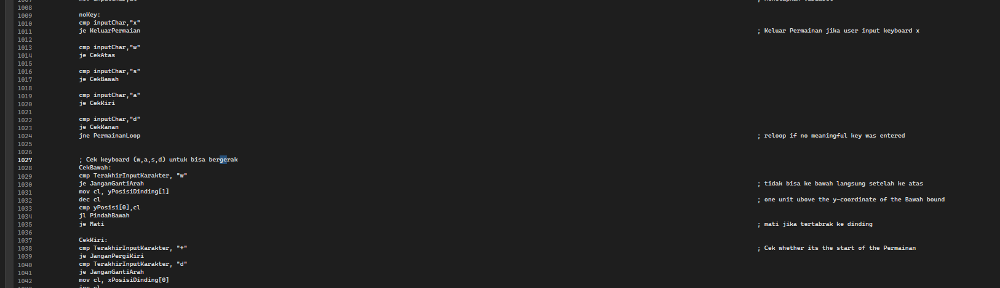 1008
1009 noKey:
1010 cmp inputChar,"x"
1011 je KeluarPermaian ; Keluar Permainan jika user input keyboard x
1012
1013 cmp inputChar,"w"
1014 je CekAtas
1015
1016 cmp inputChar,"s"
1017 je CekBawah
1018
1019 cmp inputChar,"a"
1020 je CekKiri
1021
1022 cmp inputChar,"d"
1023 je CekKanan
1024 jne PermainanLoop ; reloop if no meaningful key was entered
1025
1026
1027 ; Cek keyboard (w,a,s,d) untuk bisa bergerak
1028 CekBawah:
1029 cmp TerakhirInputKarakter, "w"
1030 je JanganGantiArah ; tidak bisa ke bawah langsung setelah ke atas
1031 mov cl, yPosisiDinding[1]
1032 dec cl ; one unit ubove the y-coordinate of the Bawah bound
1033 cmp yPosisi[0],cl
1034 jl PindahBawah
1035 je Mati ; mati jika tertabrak ke dinding
1036
1037 CekKiri:
1038 cmp TerakhirInputKarakter, "+" ; Cek whether its the start of the Permainan
1039 je JanganPergiKiri
1040 cmp TerakhirInputKarakter, "d"
1041 je JanganGantiArah
1042 mov cl, xPosisiDinding[0]